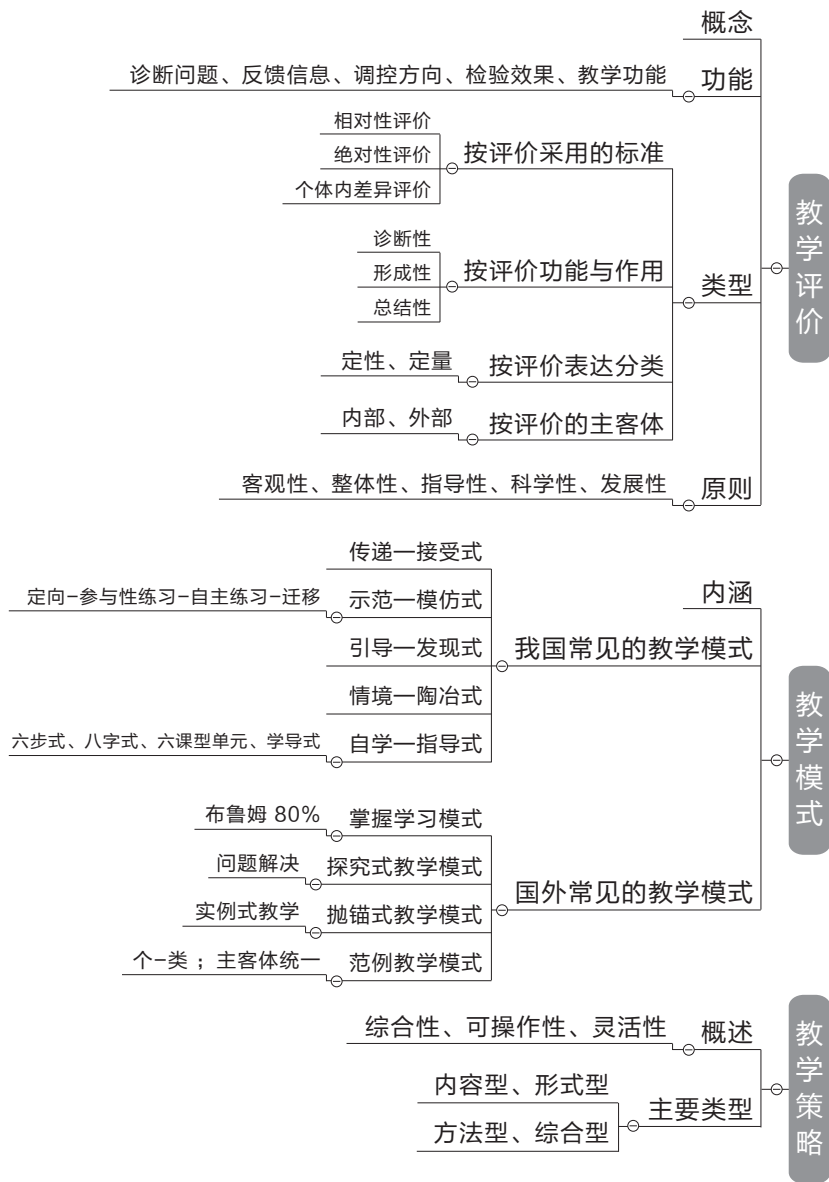 教学评价
概念
功能
诊断问题、反馈信息、调控方向、检验效果、教学功能
类型
按评价采用的标准
相对性评价
绝对性评价
个体内差异评价
按评价功能与作用
诊断性
形成性
总结性
按评价表达分类
定性、定量
按评价的主客体
内部、外部
原则
客观性、整体性、指导性、科学性、发展性
教学模式
内涵
我国常见的教学模式
传递—接受式
示范—模仿式
定向-参与性练习-自主练习-迁移
引导—发现式
情境—陶冶式
自学—指导式
六步式、八字式、六课型单元、学导式
国外常见的教学模式
掌握学习模式
布鲁姆 80%
探究式教学模式
问题解决
抛锚式教学模式
实例式教学
范例教学模式
个-类 ；主客体统一
教学策略
概述
综合性、可操作性、灵活性
主要类型
内容型、形式型
方法型、综合型